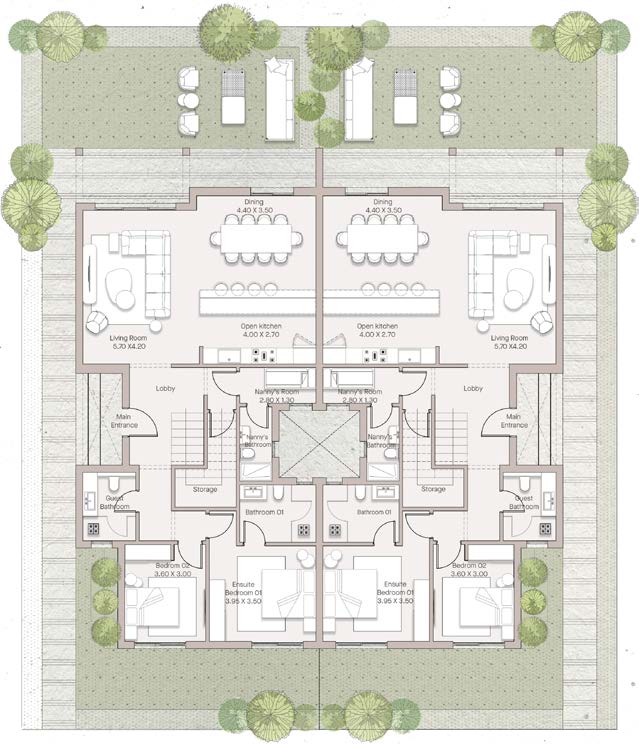 Dining
4.40 X 3.50
Dining
4.40 X 3.50
Living Room
5.70 X4.20
Open kitchen
4.00 X 2.70
Open kitchen
4.00 X 2.70
Living Room
5.70 X4.20
Lobby
Nanny's Room
2.80 X 1.30
Nanny's Room
2.80 X 1.30
Lobby
Main
Entrance
Nanny's
Bathroom
Nanny's
Bathroom
Main
Entrance
Guest
Bathroom
Storage
Bathroom 01
Bathroom 01
Storage
Guest
Bathroom
Bedrom 02
3.60 X 3.00
Ensuite
Bedroom 01
3.95 X 3.50
Ensuite
Bedroom 01
3.95 X 3.50
Bedrom 02
3.60 X 3.00